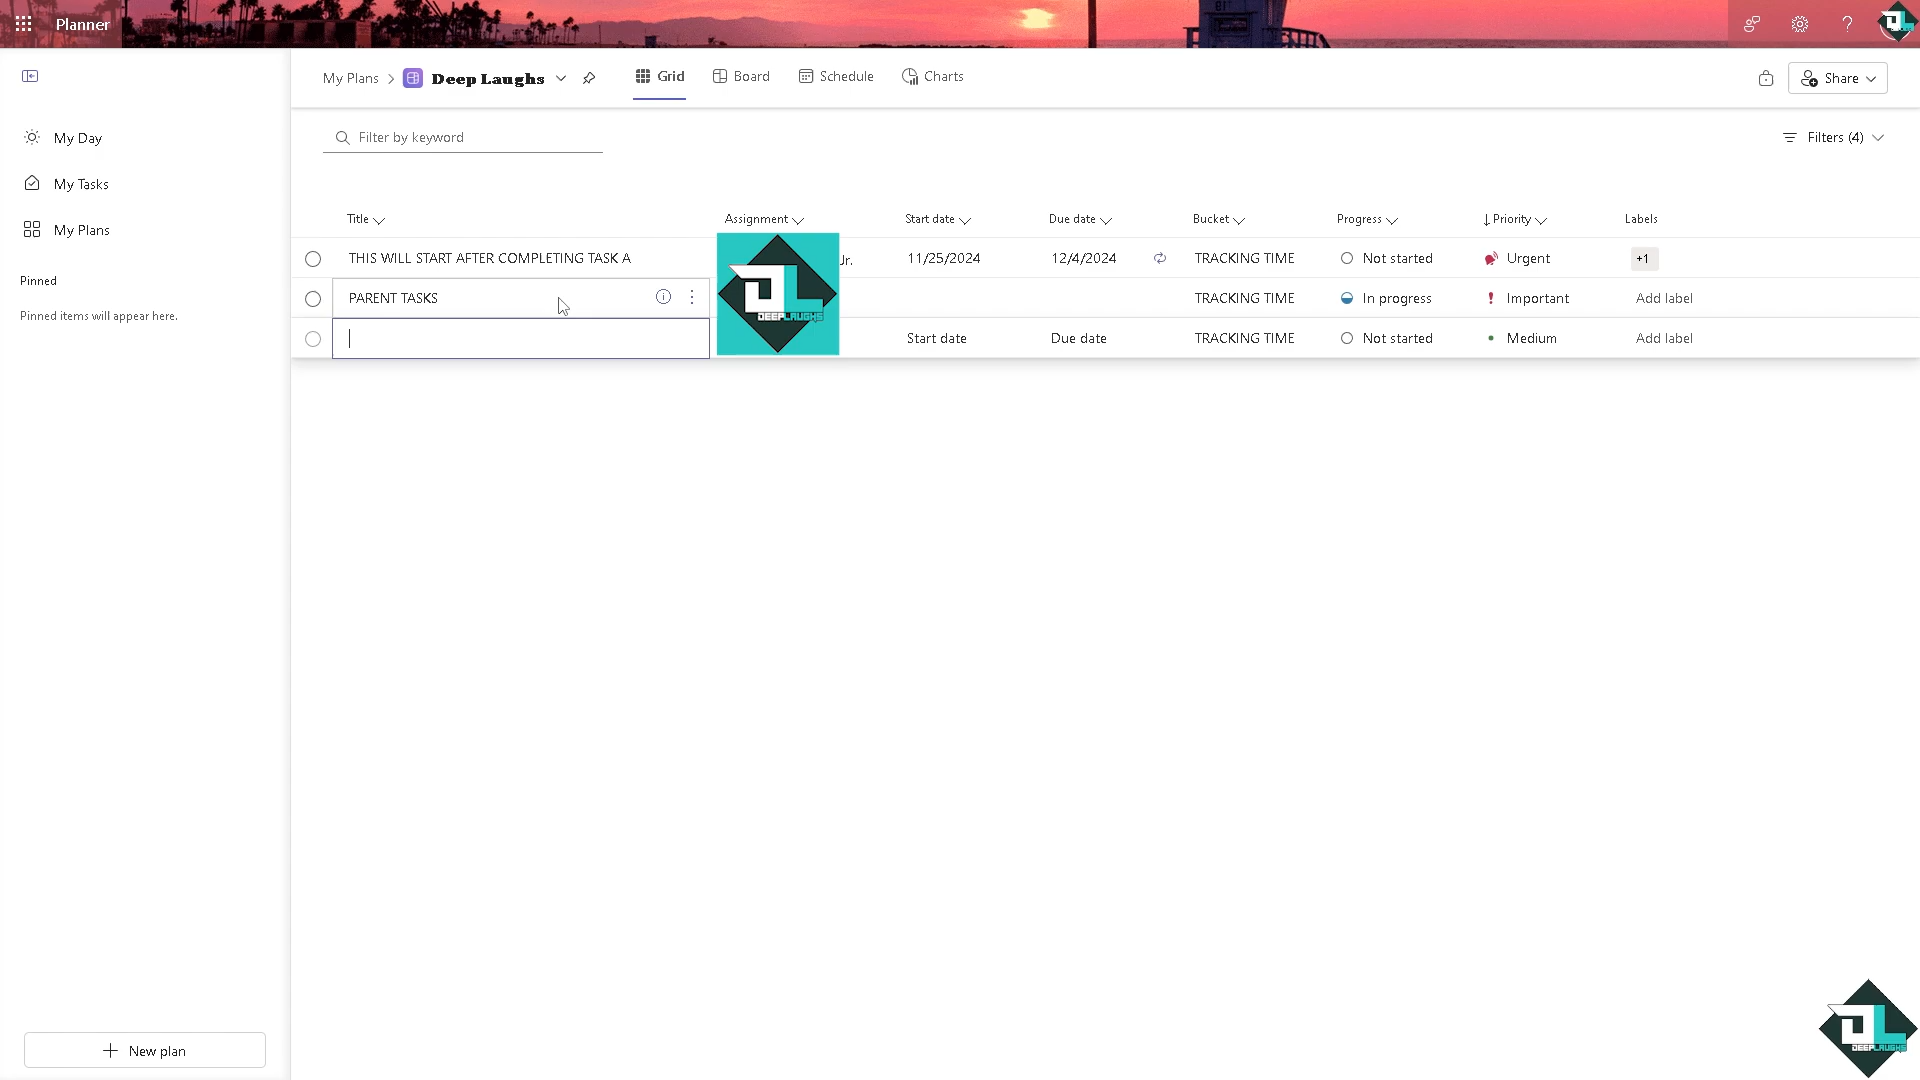 Planner
My Plans > Deep Laughs
Grid
Board
Schedule
Charts
Share
My Day
My Tasks
My Plans
Pinned
Pinned items will appear here.
Filter by keyword
Filters (4)
Title Assignment Start date Due date Bucket Progress Priority Labels
THIS WILL START AFTER COMPLETING TASK A Jr. 11/25/2024 12/4/2024 TRACKING TIME Not started Urgent +1
PARENT TASKS TRACKING TIME In progress Important Add label
Start date Due date TRACKING TIME Not started Medium Add label
DEEPLAUGHS
New plan
DEEPLAUGHS